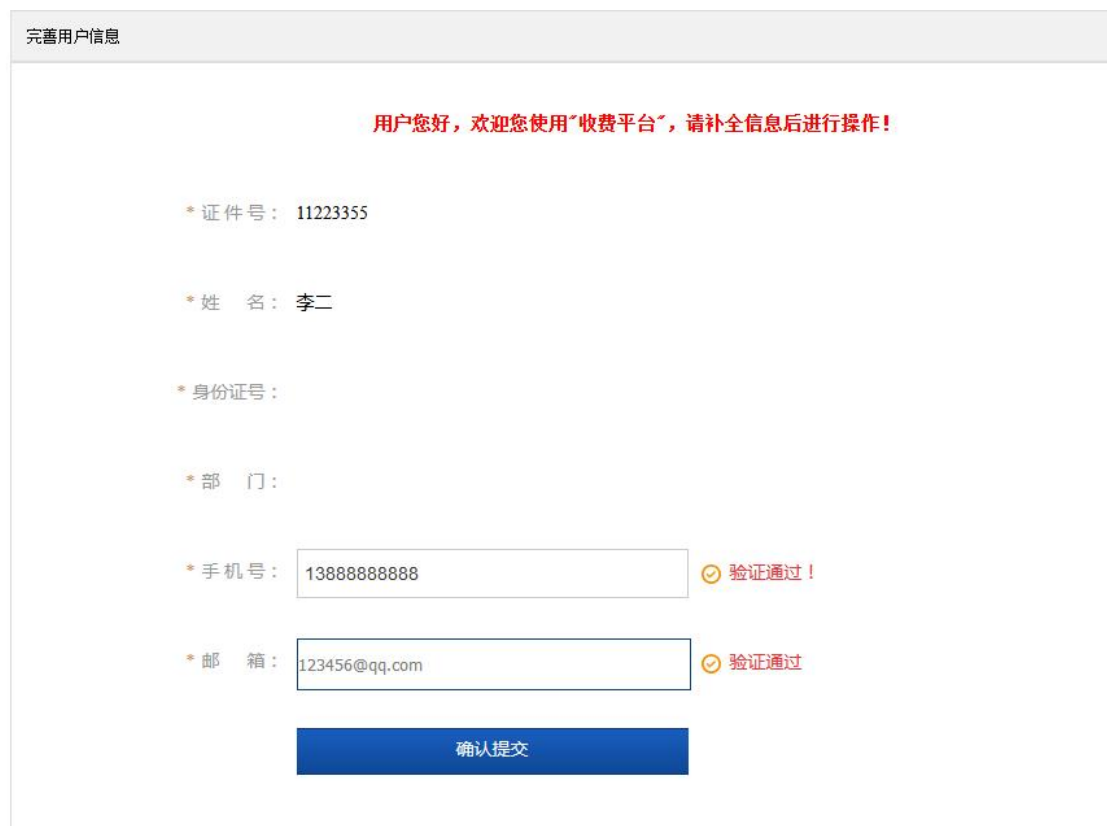 完善用户信息
用户您好，欢迎您使用"收费平台"，请补全信息后进行操作！
* 证件号： 11223355
* 姓 名： 李二
* 身份证号：
* 部 门：
* 手机号： 13888888888 验证通过！
* 邮 箱： 123456@qq.com 验证通过
确认提交